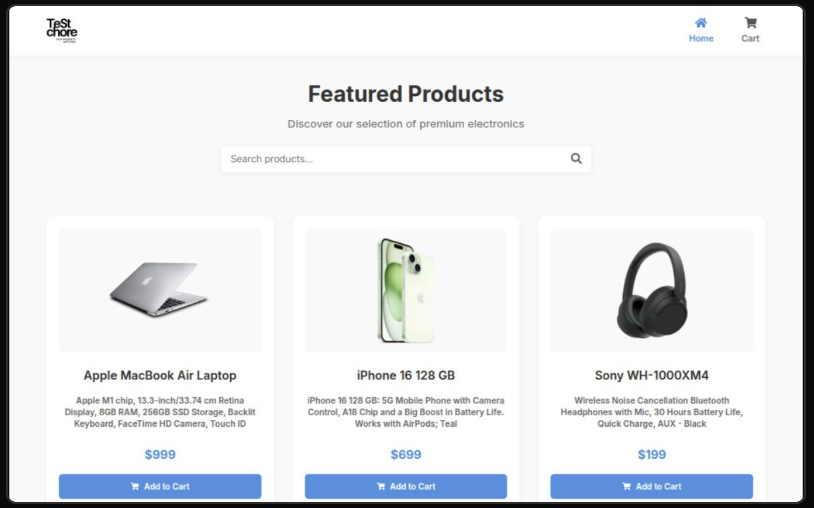 TeSt
chore
Home
Cart
Featured Products
Discover our selection of premium electronics
Search products...
Apple MacBook Air Laptop
Apple M1 chip, 13.3-inch/33.74 cm Retina
Display, 8GB RAM, 256GB SSD Storage, Backlit
Keyboard, FaceTime HD Camera, Touch ID
$999
Add to Cart
iPhone 16 128 GB
iPhone 16 128 GB: 5G Mobile Phone with Camera
Control, A18 Chip and a Big Boost in Battery Life.
Works with AirPods; Teal
$699
Add to Cart
Sony WH-1000XM4
Wireless Noise Cancellation Bluetooth
Headphones with Mic, 30 Hours Battery Life,
Quick Charge, AUX - Black
$199
Add to Cart